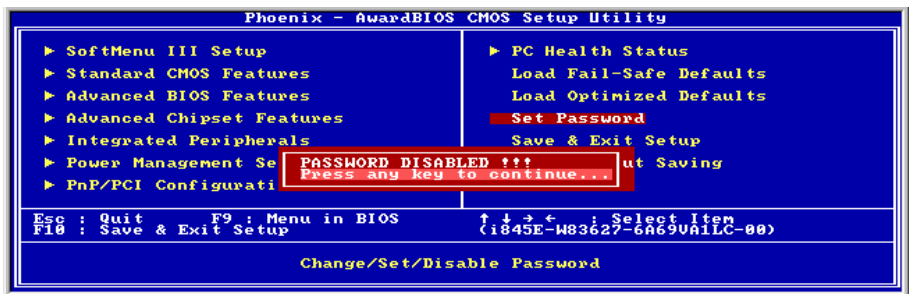 Phoenix - AwardBIOS CMOS Setup Utility
▶ SoftMenu III Setup
▶ Standard CMOS Features
▶ Advanced BIOS Features
▶ Advanced Chipset Features
▶ Integrated Peripherals
▶ Power Management Se
▶ PnP/PCI Configurati
▶ PC Health Status
Load Fail-Safe Defaults
Load Optimized Defaults
Set Password
Save & Exit Setup
ut Saving
PASSWORD DISABLED !!!
Press any key to continue...
Esc : Quit F9 : Menu in BIOS ↑ ↓ → ← : Select Item
F10 : Save & Exit Setup (i845E-W83627-6A69VA1LC-00)
Change/Set/Disable Password